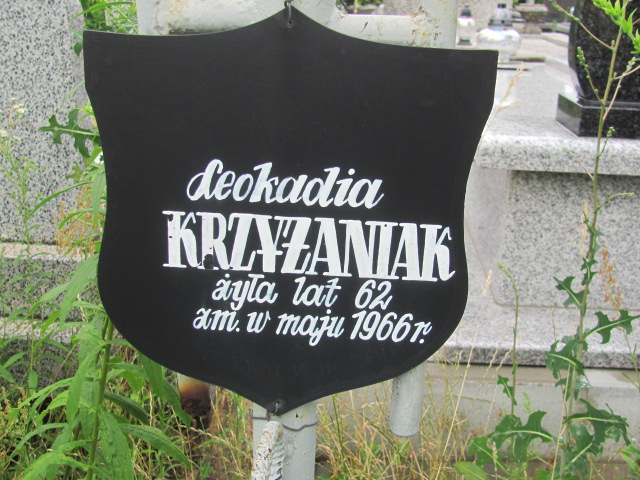 Leokadia
KRZYŻANIAK
żyła lat 62
zm. w maju 1966 r.